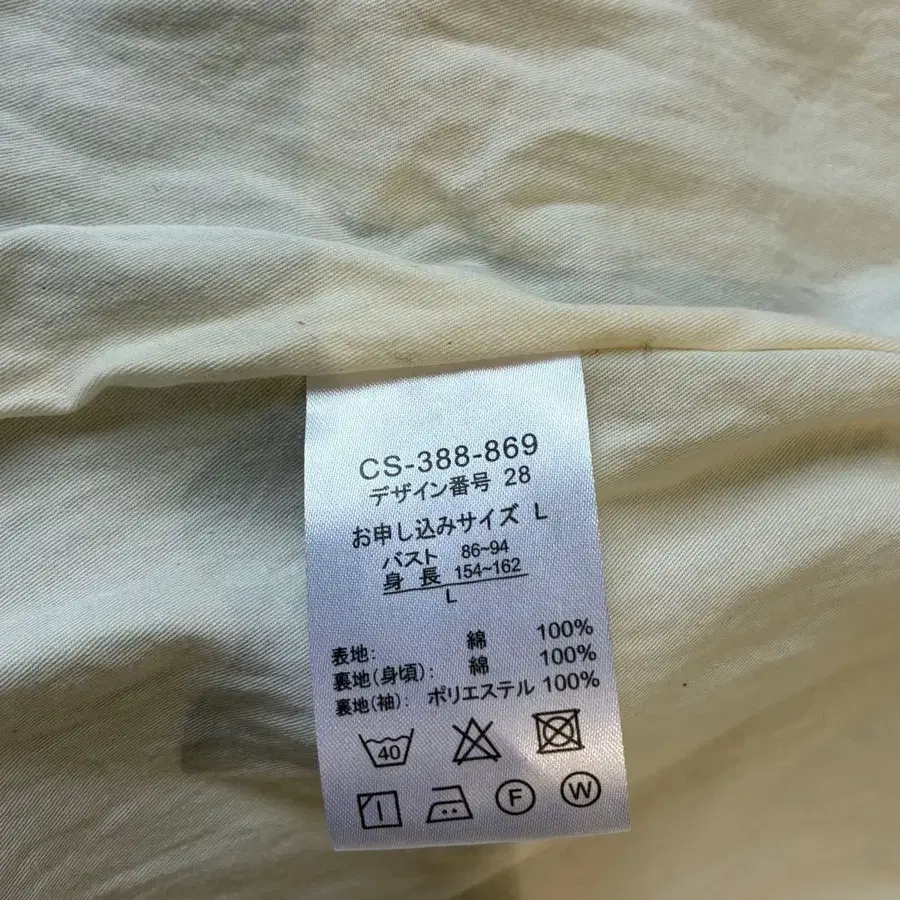 CS-388-869
デザイン番号 28
お申し込みサイズ L
バスト 86~94
身 長 154~162
L
表地: 綿 100%
裏地(身頃): 綿 100%
裏地(袖): ポリエステル 100%
40
F W